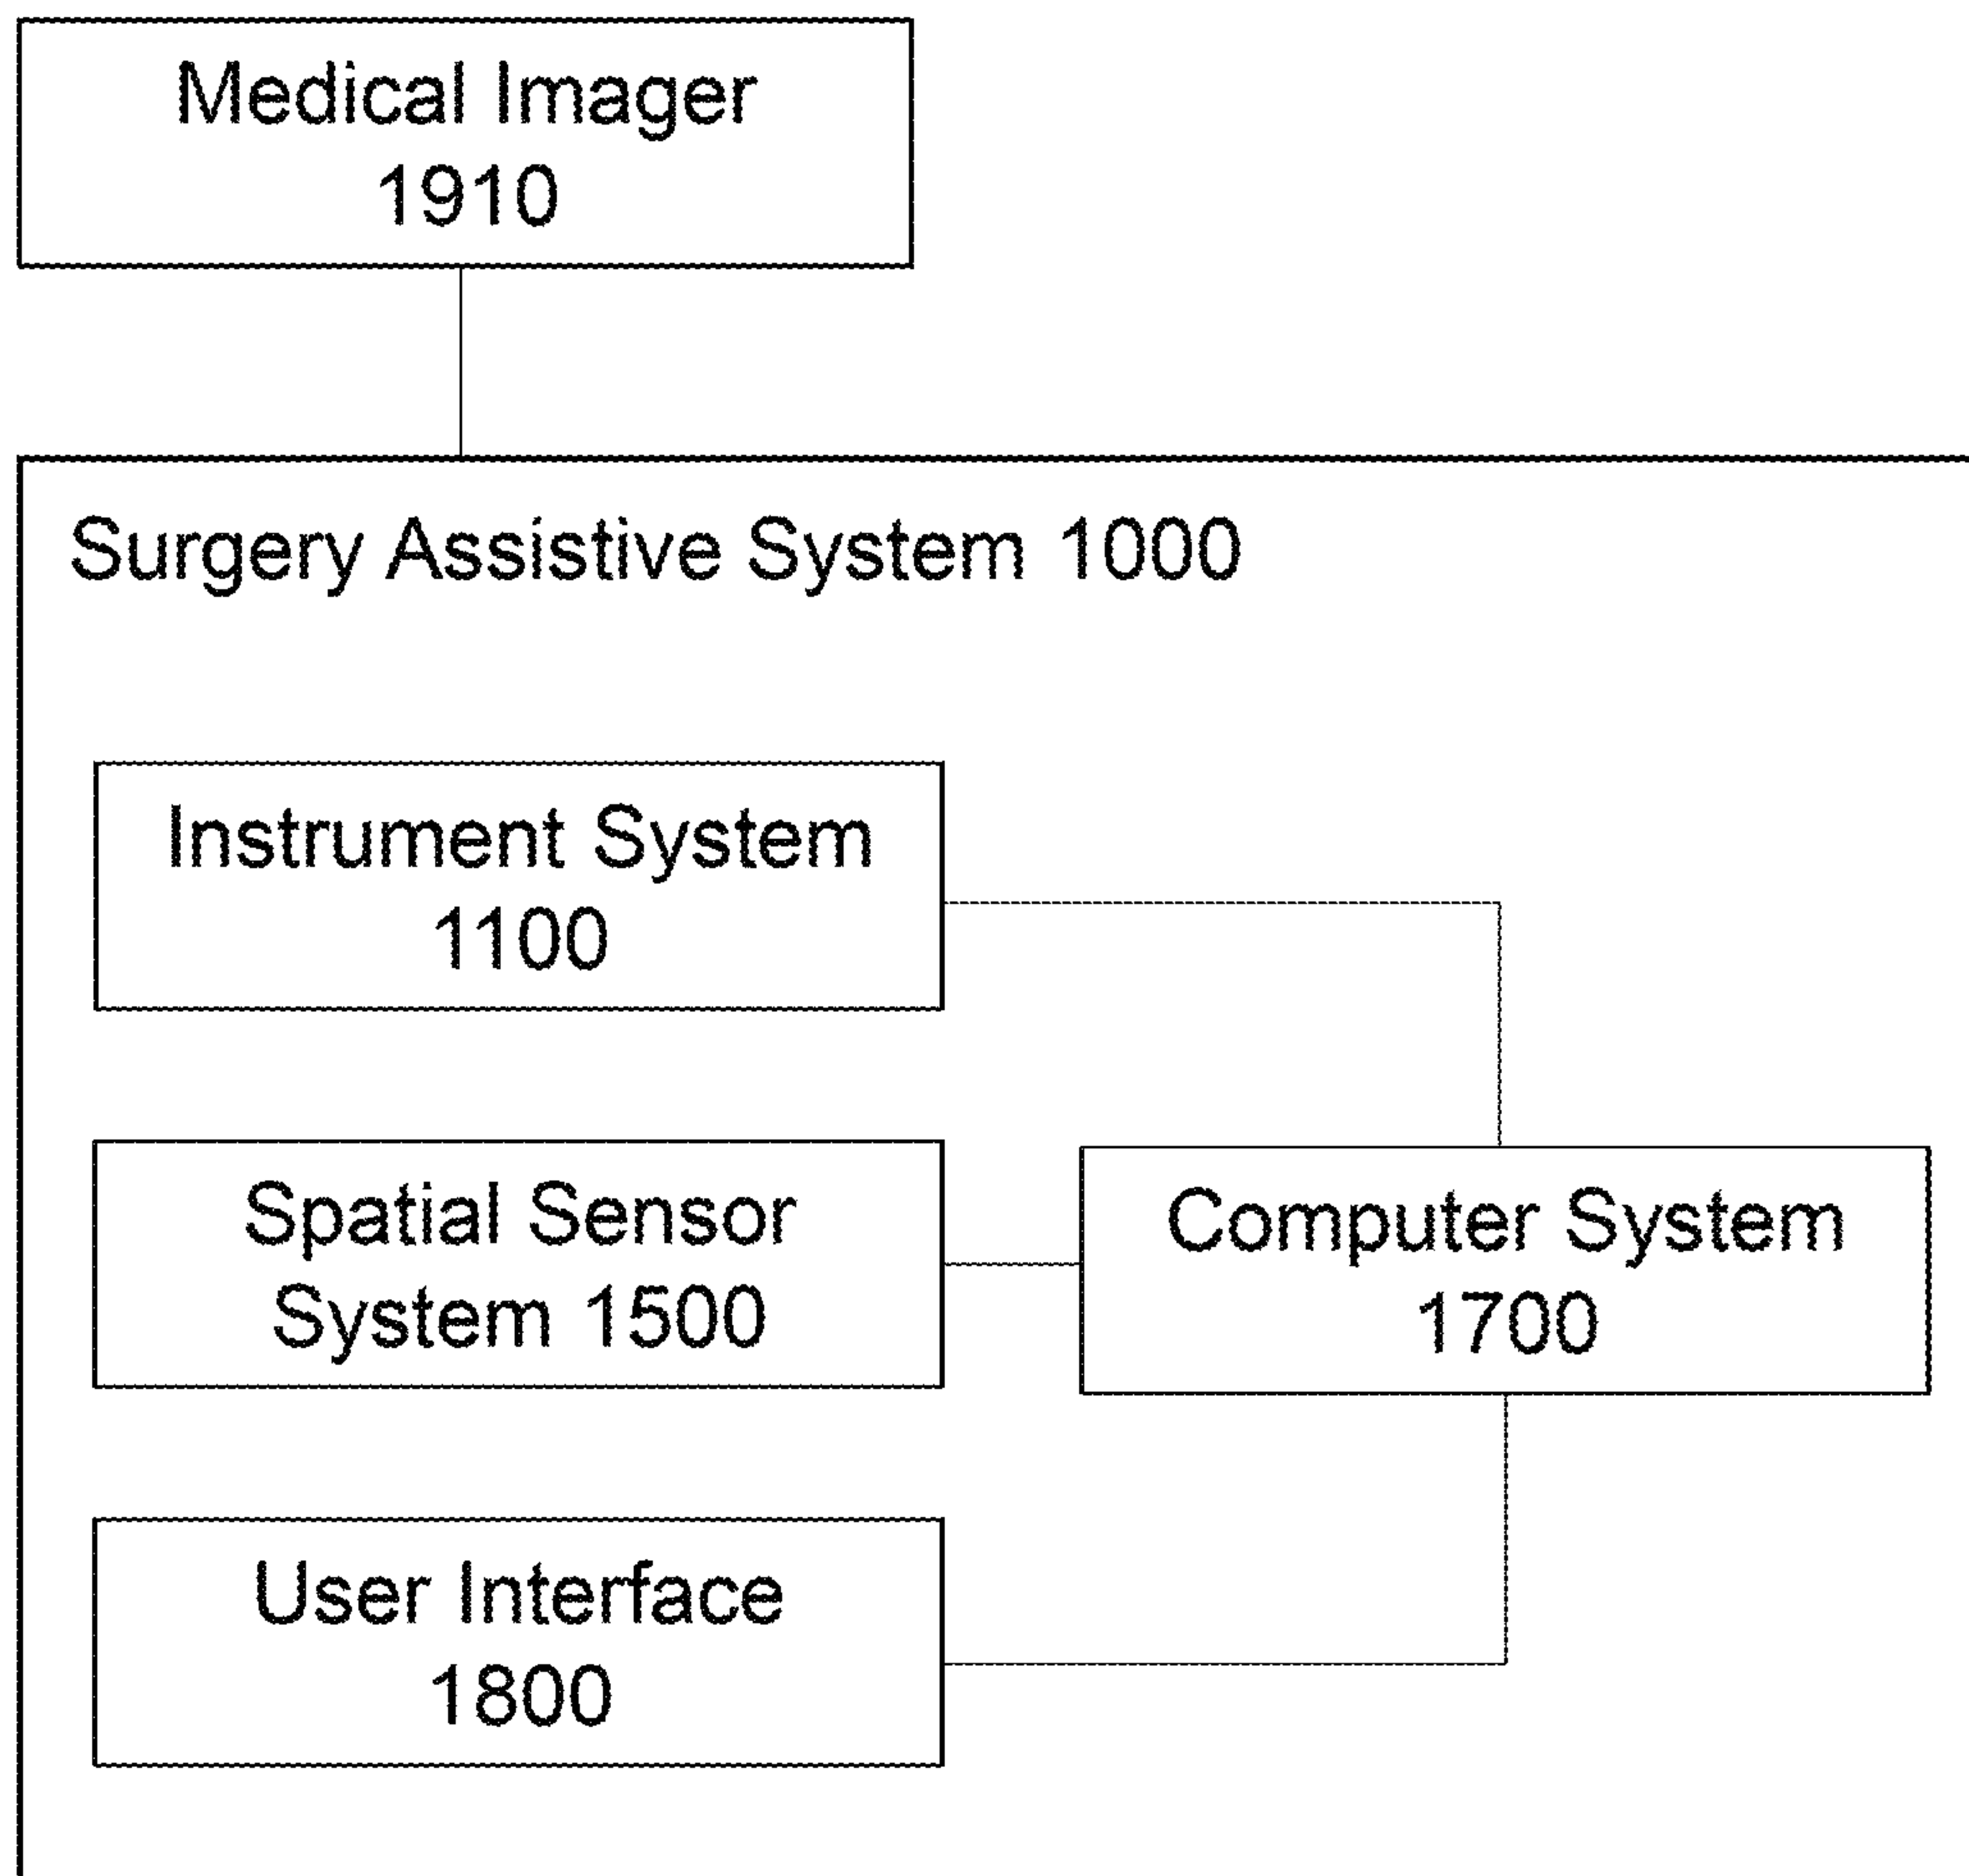 Medical Imager
1910
Surgery Assistive System 1000
Instrument System
1100
Spatial Sensor
System 1500
Computer System
1700
User Interface
1800